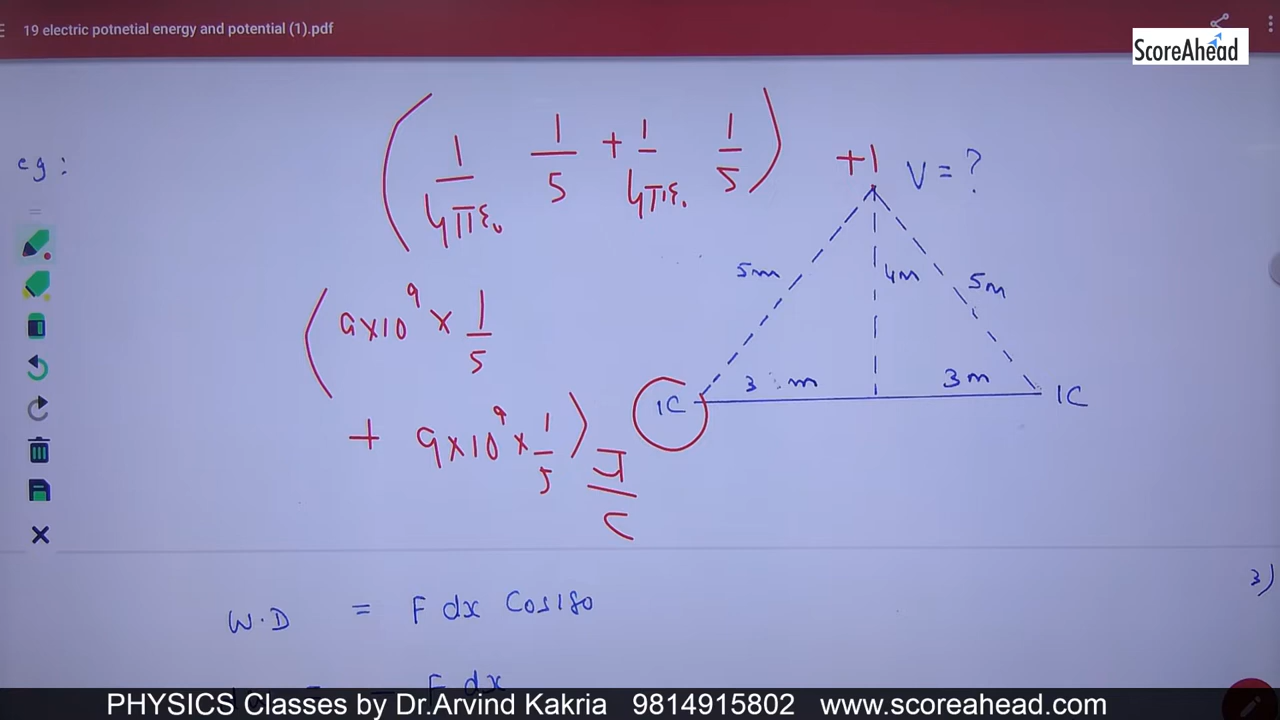 19 electric potnetial energy and potential (1).pdf
ScoreAhead
eg :
( 1/4πε₀ 1/5 + 1/4πε₀ 1/5 )
+1 V = ?
5m 4m 5m
( 9×10⁹ × 1/5
3 m 3m
1C 1C
+ 9×10⁹ × 1/5 ) J/C
3)
W.D = F dx Cos180
= - F dx
PHYSICS Classes by Dr.Arvind Kakria 9814915802 www.scoreahead.com